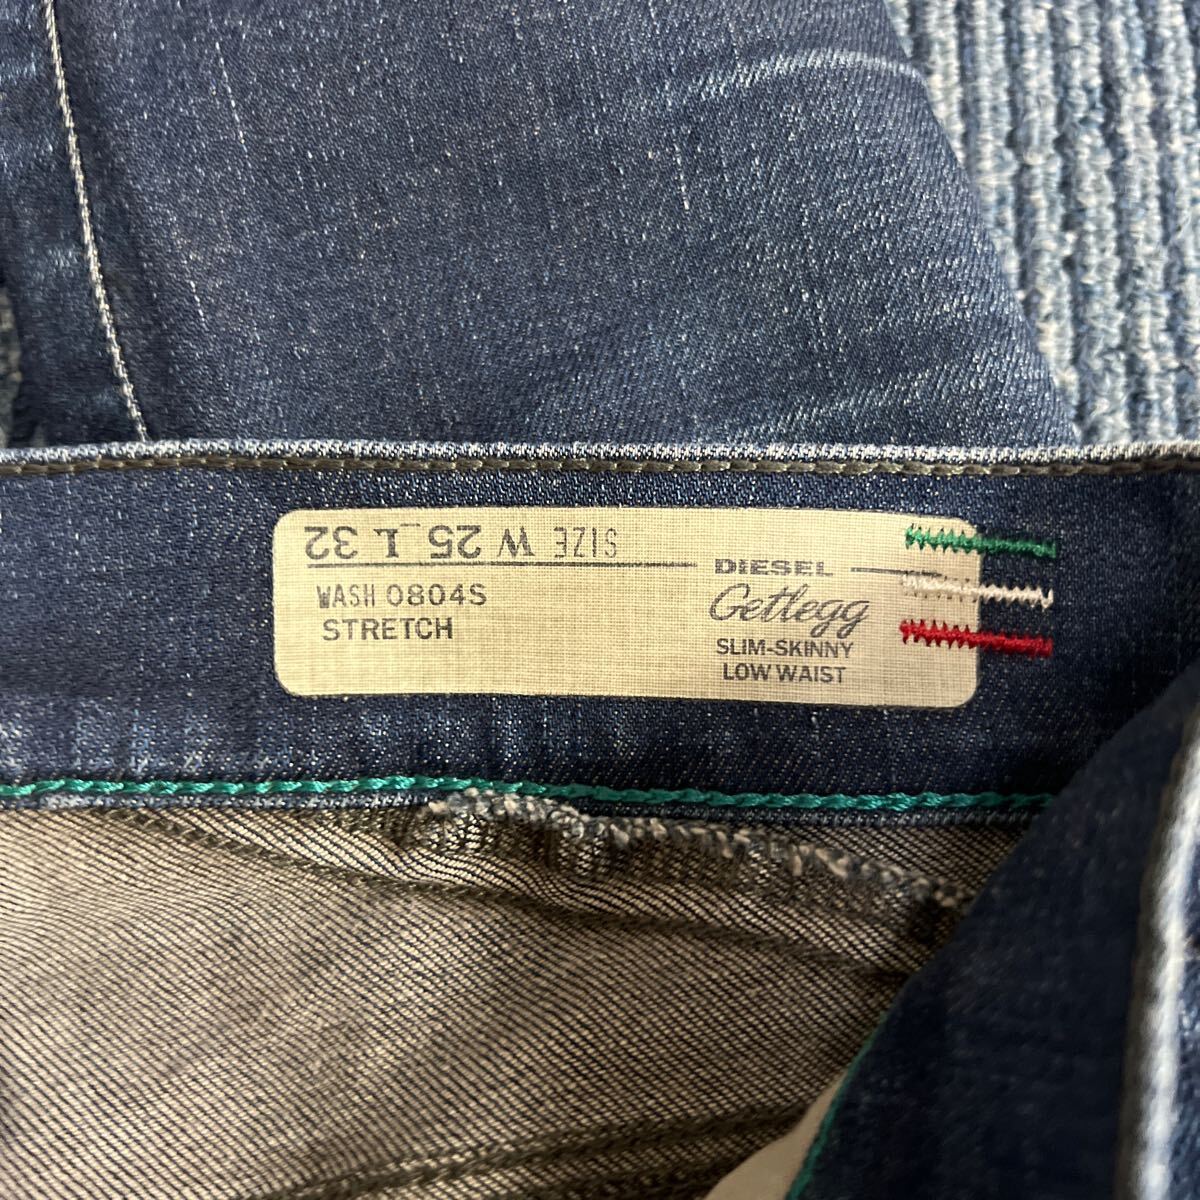 SIZE W 25 L 32
DIESEL
WASH 0804S
STRETCH
Getlegg
SLIM-SKINNY
LOW WAIST